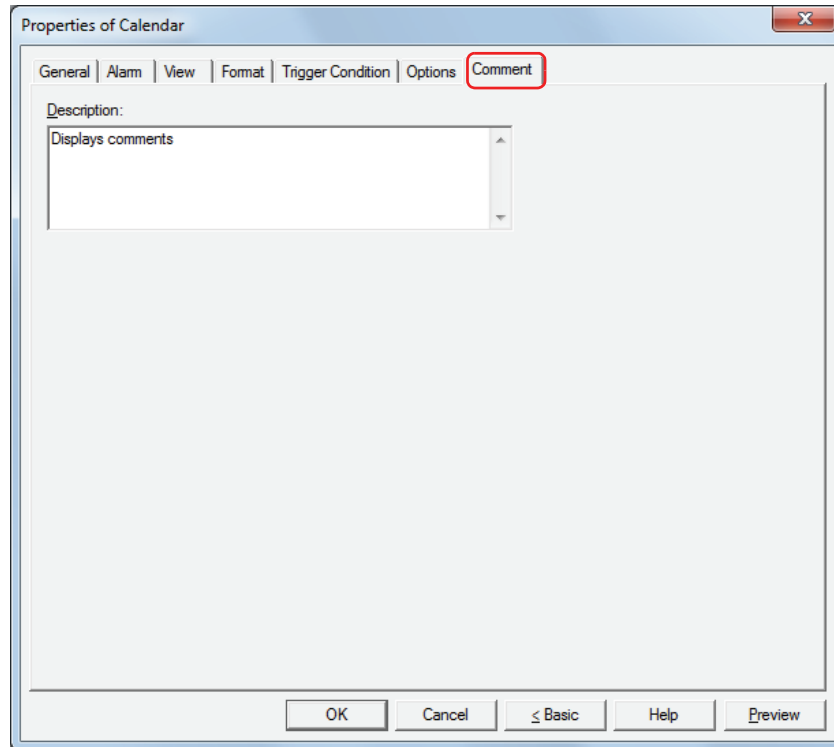 Properties of Calendar
General Alarm View Format Trigger Condition Options Comment
Description:
Displays comments
OK Cancel < Basic Help Preview